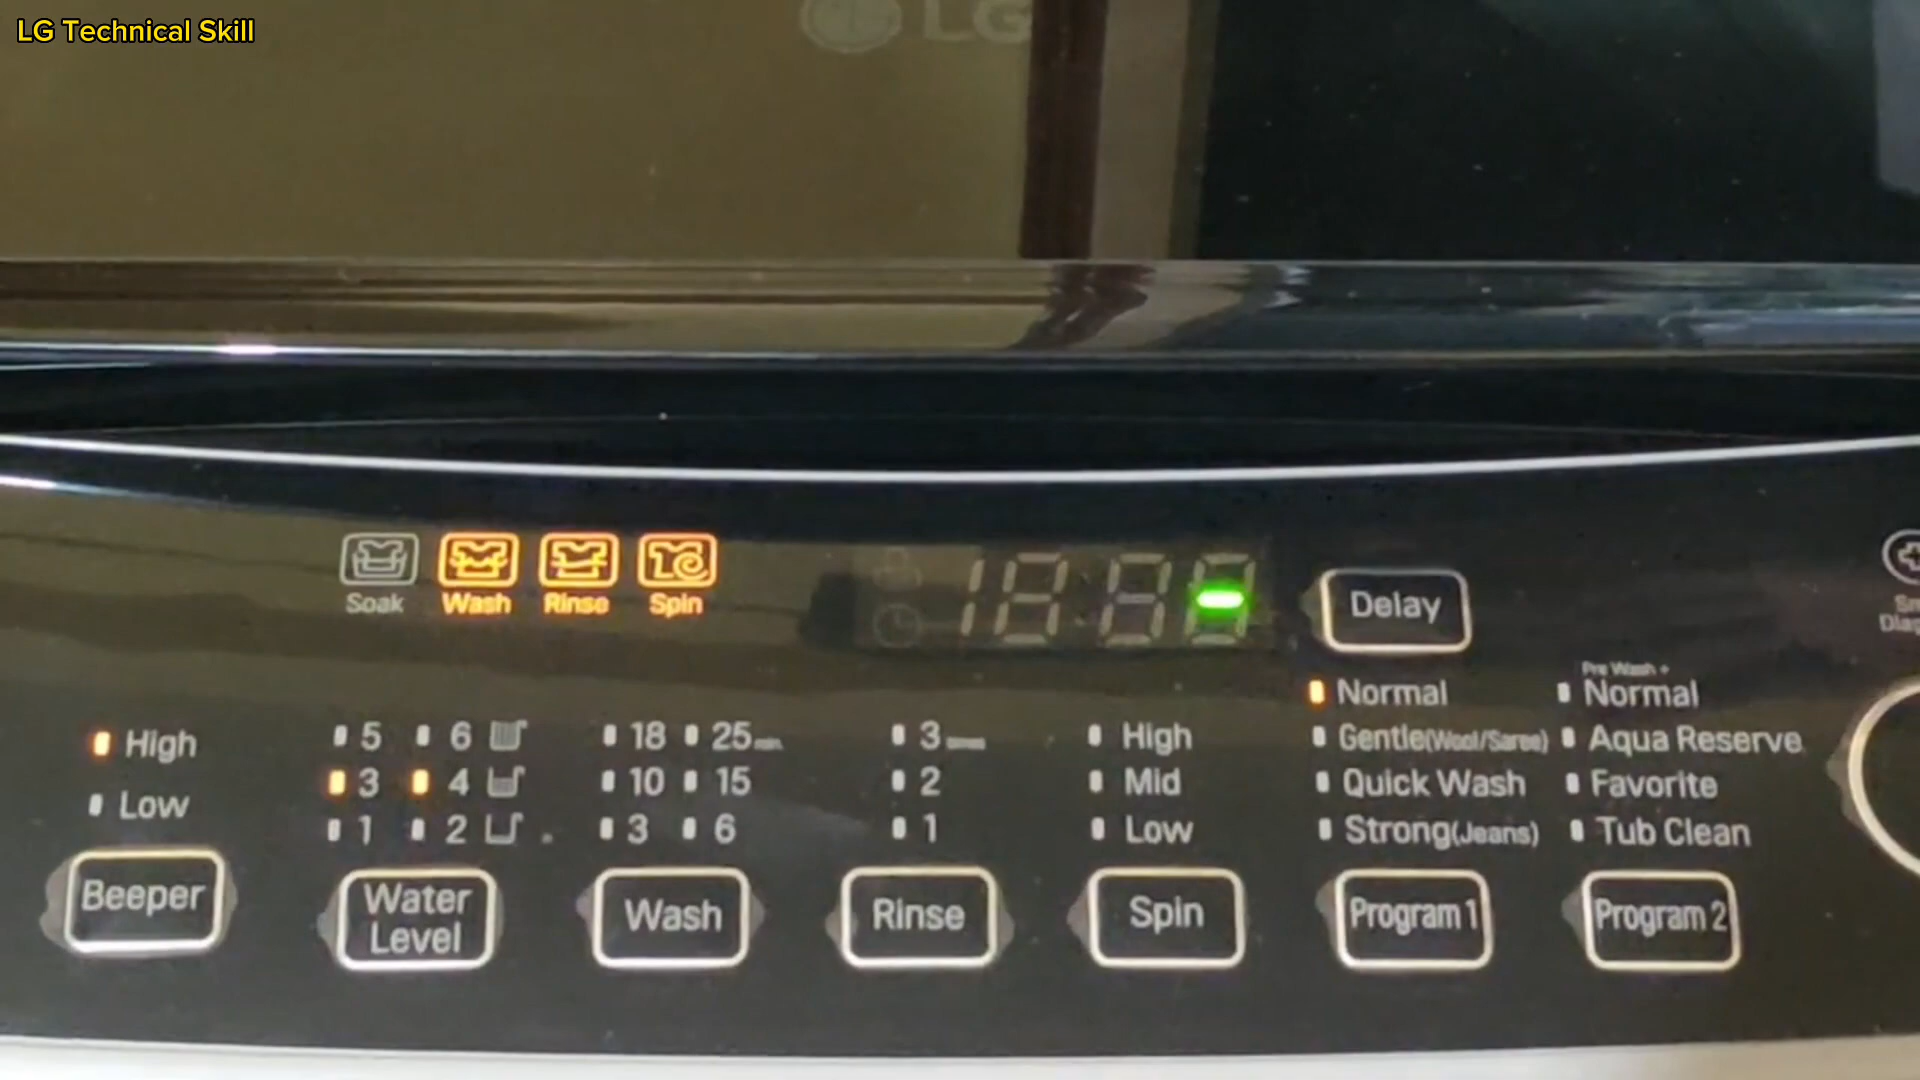 LG Technical Skill
LG
Soak Wash Rinse Spin
Delay
Pre Wash +
Normal Normal
High 5 6 18 25 3 High Gentle(Wool/Saree) Aqua Reserve
3 4 10 15 2 Mid Quick Wash Favorite
Low 1 2 3 6 1 Low Strong(Jeans) Tub Clean
Beeper Water Level Wash Rinse Spin Program 1 Program 2